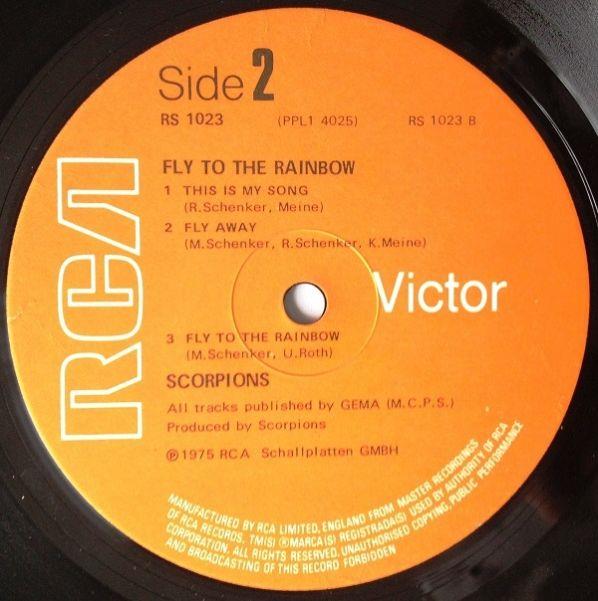 Side 2
RS 1023 (PPL1 4025) RS 1023 B
FLY TO THE RAINBOW
1 THIS IS MY SONG
(R.Schenker, Meine)
2 FLY AWAY
(M.Schenker, R.Schenker, K.Meine)
RCA
Victor
3 FLY TO THE RAINBOW
(M.Schenker, U.Roth)
SCORPIONS
All tracks published by GEMA (M.C.P.S.)
Produced by Scorpions
℗1975 RCA Schallplatten GMBH
MANUFACTURED BY RCA LIMITED, ENGLAND FROM MASTER RECORDINGS
OF RCA RECORDS. TM(S) ®MARCA(S) REGISTRADA(S) USED BY AUTHORITY OF RCA
CORPORATION. ALL RIGHTS RESERVED. UNAUTHORISED COPYING, PUBLIC PERFORMANCE
AND BROADCASTING OF THIS RECORD FORBIDDEN